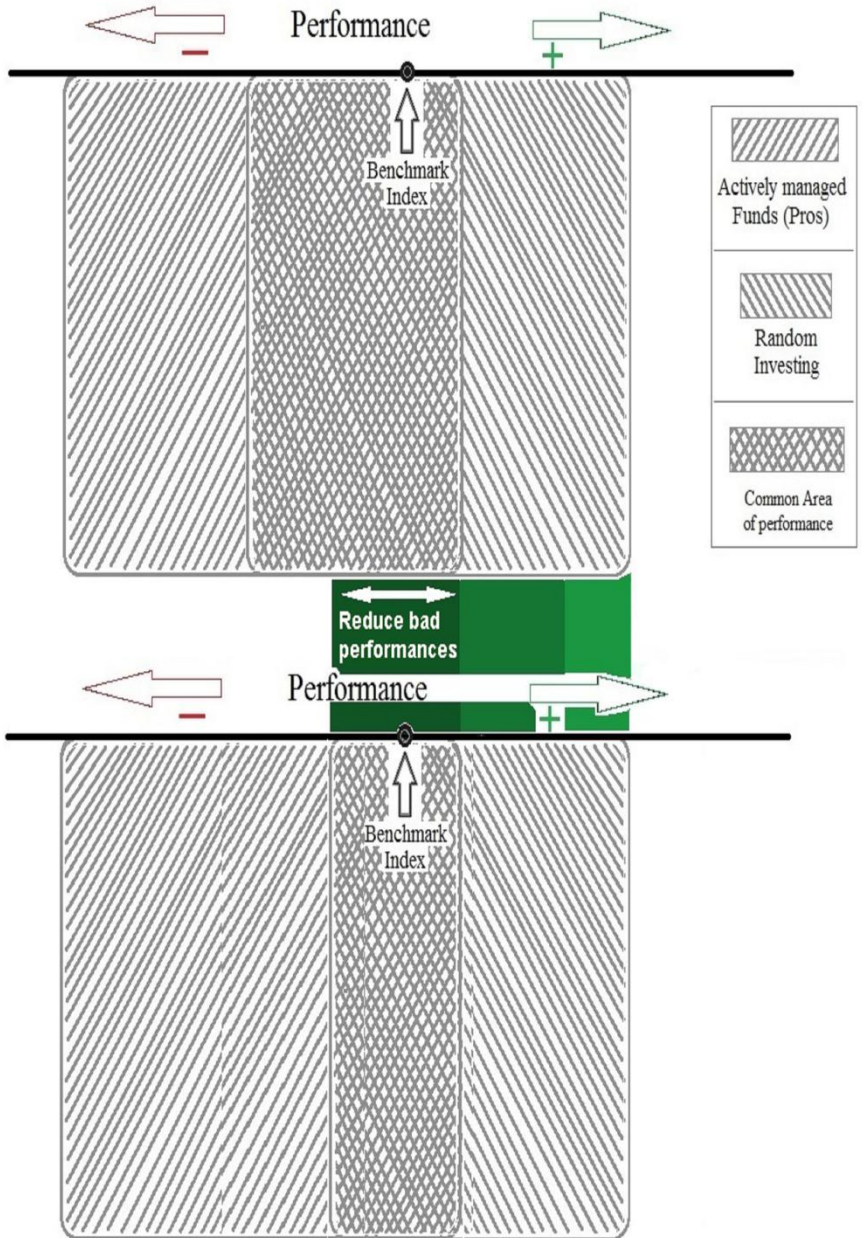 Performance
−
+
Benchmark
Index
Actively managed
Funds (Pros)
Random
Investing
Common Area
of performance
Reduce bad
performances
Performance
−
+
Benchmark
Index